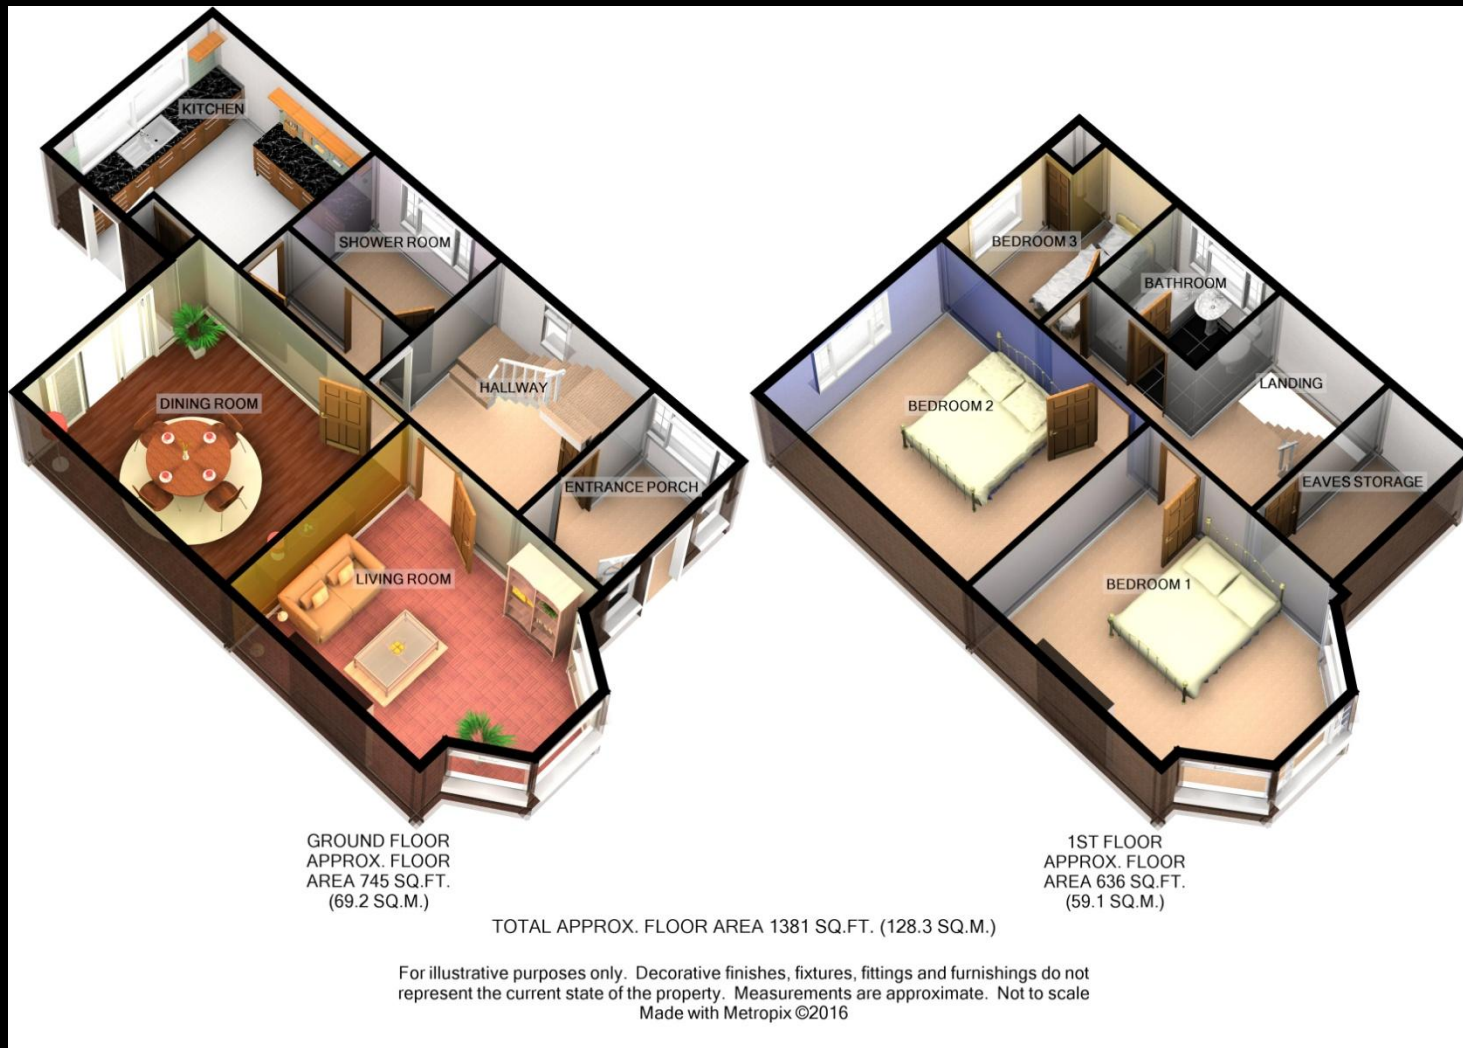 KITCHEN
SHOWER ROOM
HALLWAY
DINING ROOM
ENTRANCE PORCH
LIVING ROOM
BEDROOM 3
BATHROOM
LANDING
BEDROOM 2
EAVES STORAGE
BEDROOM 1
GROUND FLOOR
APPROX. FLOOR
AREA 745 SQ.FT.
(69.2 SQ.M.)
1ST FLOOR
APPROX. FLOOR
AREA 636 SQ.FT.
(59.1 SQ.M.)
TOTAL APPROX. FLOOR AREA 1381 SQ.FT. (128.3 SQ.M.)
For illustrative purposes only. Decorative finishes, fixtures, fittings and furnishings do not
represent the current state of the property. Measurements are approximate. Not to scale
Made with Metropix ©2016